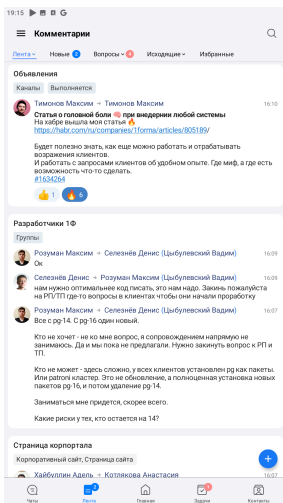 19:15
Комментарии
Лента Новые 2 Вопросы 4 Исходящие Избранные
Объявления
Каналы Выполняется
Тимонов Максим → Тимонов Максим 16:10
Статья о головной боли 🧠 при внедрении любой системы
На хабре вышла моя статья 🔥
https://habr.com/ru/companies/1forma/articles/805189/
Будет полезно знать, как еще можно работать и отрабатывать
возражения клиентов.
И работать с запросами клиентов об удобном опыте. Где миф, а где есть
возможность что-то сделать.
#1634264
👍 1 🔥 6
Разработчики 1Ф
Группы
Розуман Максим → Селезнёв Денис (Цыбулевский Вадим) 16:09
Ок
Селезнёв Денис → Розуман Максим (Цыбулевский Вадим) 16:09
нам нужно оптимальнее код писать, это нам надо. Закинь пожалуйста
на РП/ТП где-то вопросы в клиентах чтобы они начали проработку
Розуман Максим → Селезнёв Денис (Цыбулевский Вадим) 16:07
Все с pg-14. С pg-16 один новый.
Кто не хочет - не ко мне вопрос, я сопровождением напрямую не
занимаюсь. Да и мы пока не предлагали. Нужно закинуть вопрос к РП и
ТП.
Кто не может - здесь сложно, у всех клиентов установлен pg как пакеты.
Или patroni кластер. Это не обновление, а полноценная установка новых
пакетов pg-16, и потом удаление pg-14.
Заниматься мне придется, скорее всего.
Какие риски у тех, кто остается на 14?
Страница корпортала
Корпоративный сайт, Страница сайта
Хайбуллин Адель → Котлякова Анастасия 16:07
Чаты Лента Главная Задачи Контакты